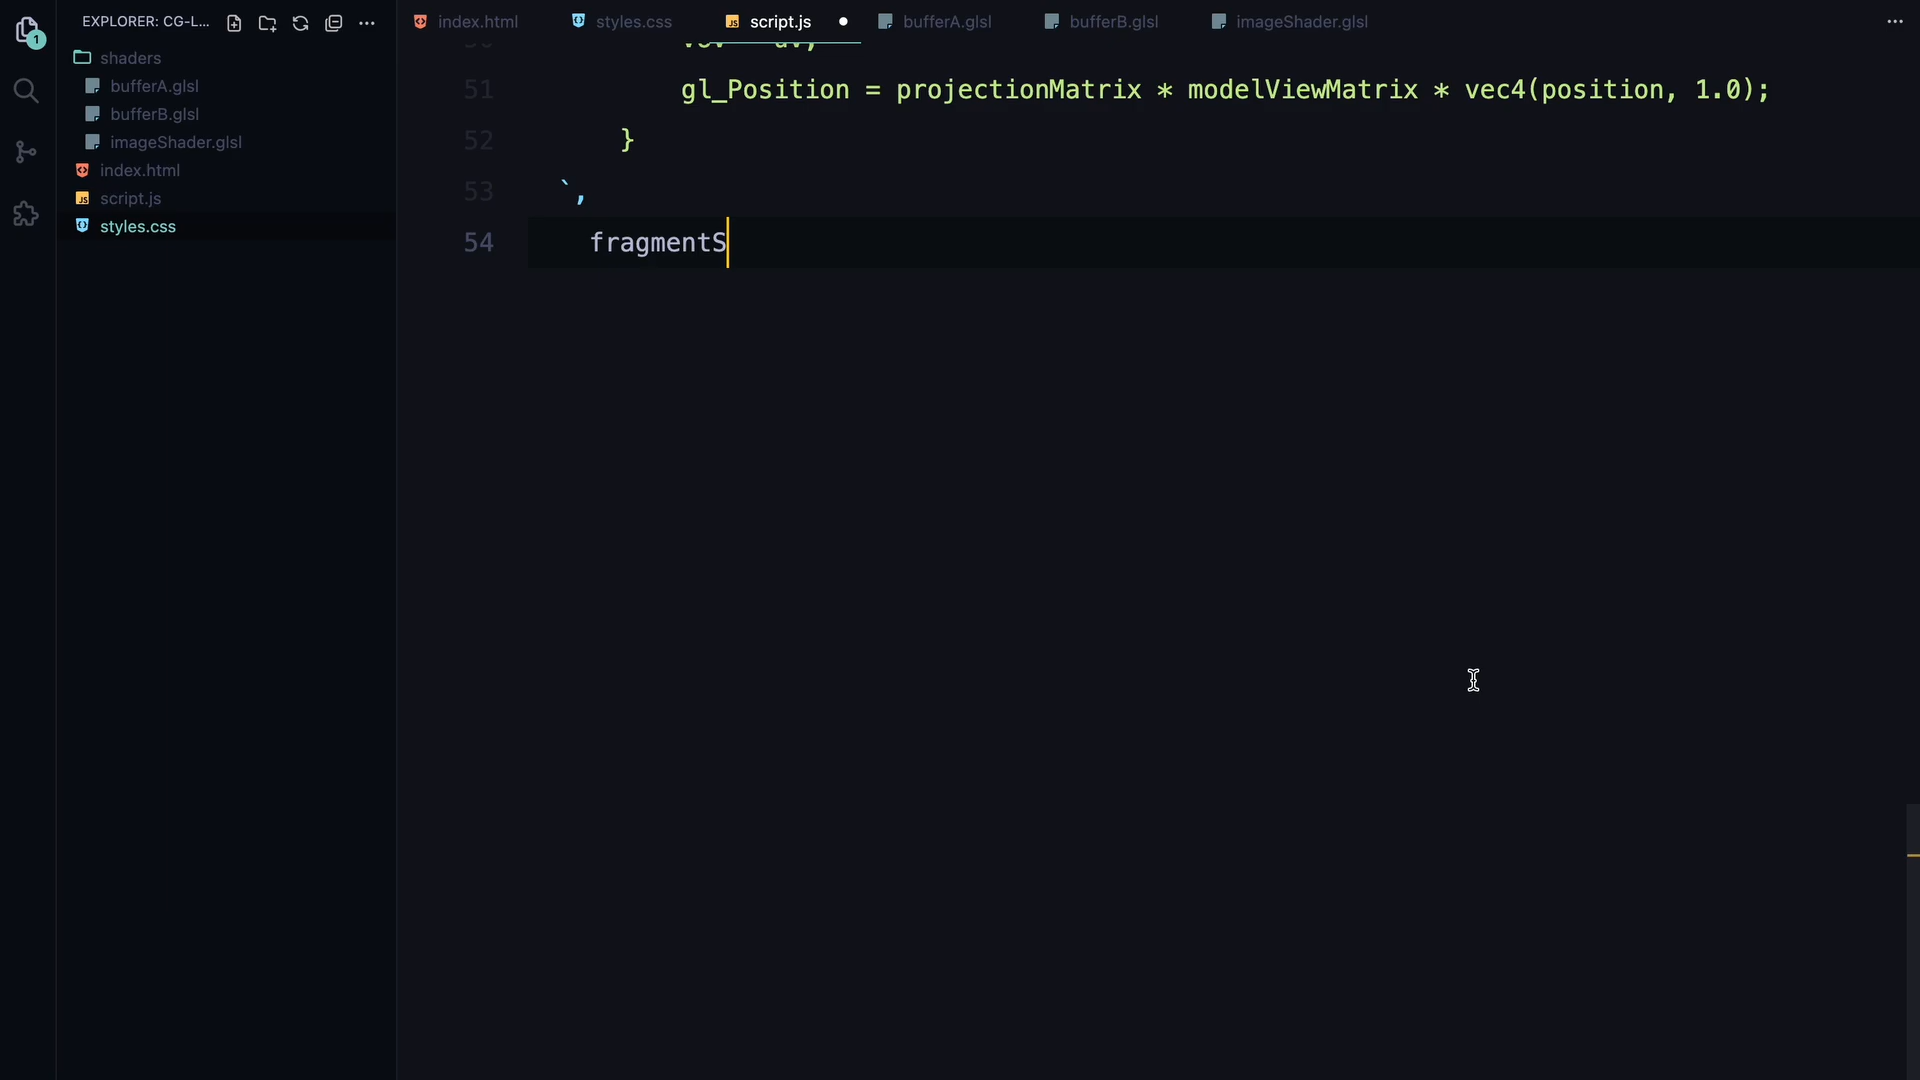 EXPLORER: CG-L...
index.html
styles.css
script.js
bufferA.glsl
bufferB.glsl
imageShader.glsl
1
shaders
bufferA.glsl
bufferB.glsl
imageShader.glsl
index.html
script.js
styles.css
51 gl_Position = projectionMatrix * modelViewMatrix * vec4(position, 1.0);
52 }
53 `,
54 fragmentS